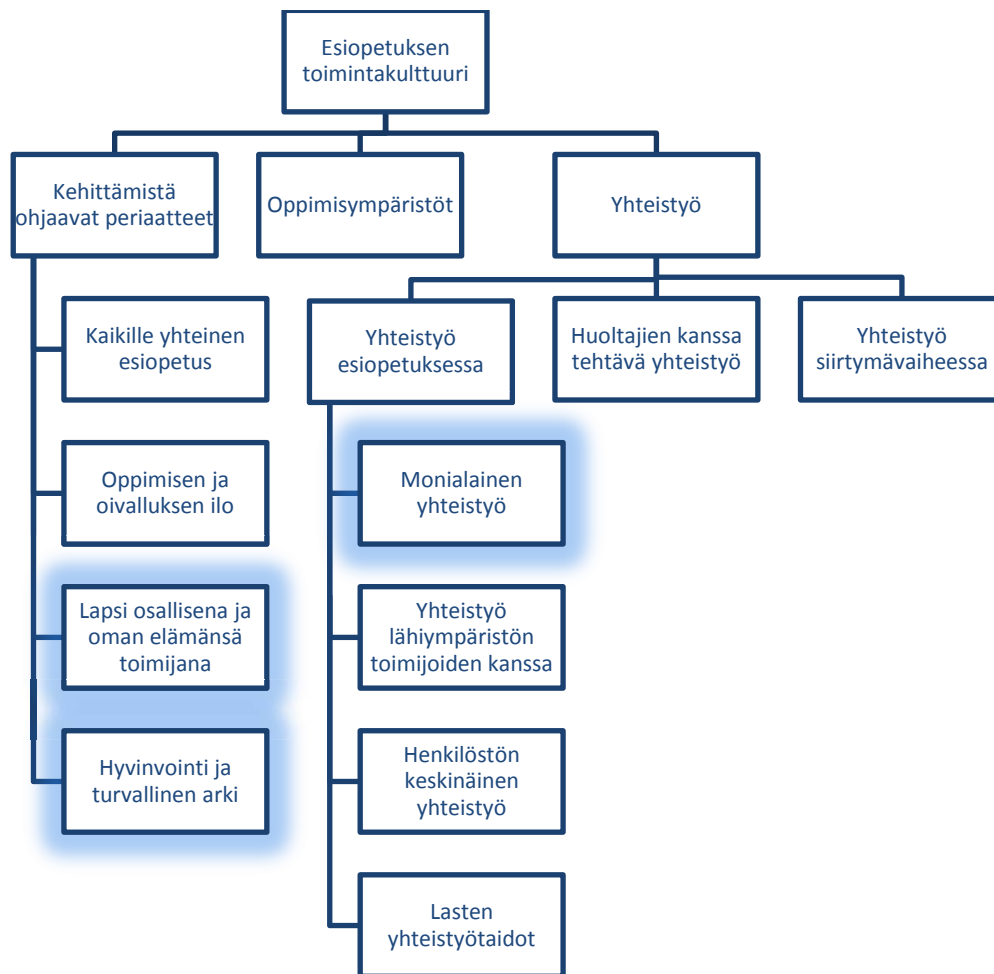 Esiopetuksen
toimintakulttuuri
Kehittämistä
ohjaavat periaatteet
Oppimisympäristöt
Yhteistyö
Kaikille yhteinen
esiopetus
Oppimisen ja
oivalluksen ilo
Lapsi osallisena ja
oman elämänsä
toimijana
Hyvinvointi ja
turvallinen arki
Yhteistyö
esiopetuksessa
Monialainen
yhteistyö
Yhteistyö
lähiympäristön
toimijoiden kanssa
Henkilöstön
keskinäinen
yhteistyö
Lasten
yhteistyötaidot
Huoltajien kanssa
tehtävä yhteistyö
Yhteistyö
siirtymävaiheessa